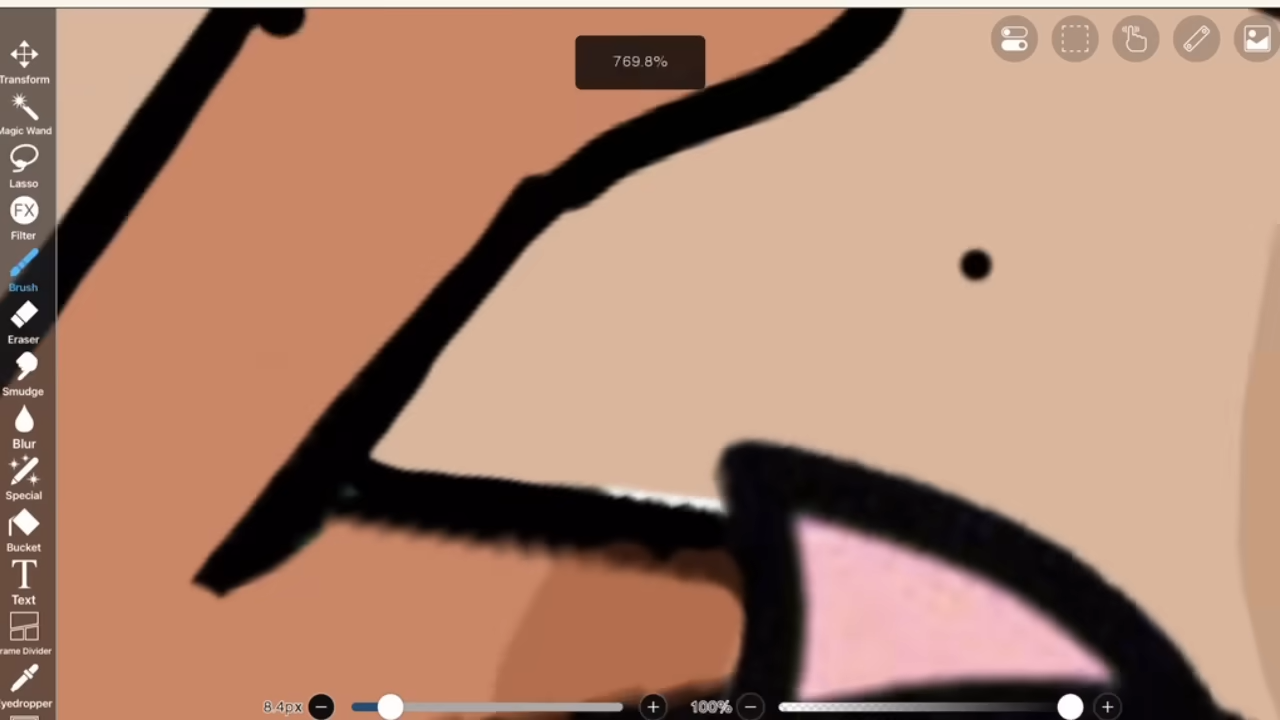 769.8%
Transform
Magic Wand
Lasso
FX
Filter
Brush
Eraser
Smudge
Blur
Special
Bucket
T
Text
rame Divider
yedropper
8.4px
100%